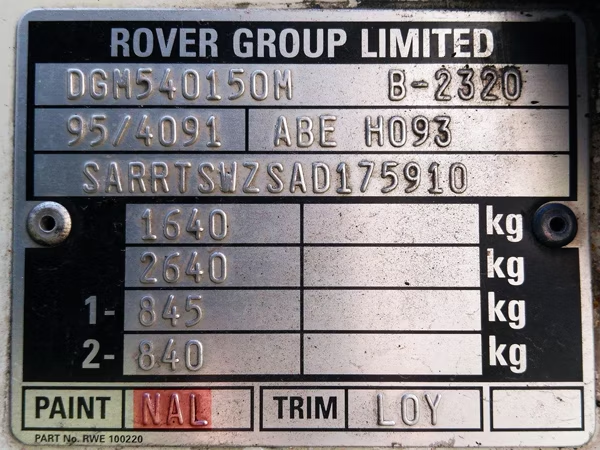 ROVER GROUP LIMITED
DGM540150M B-2320
95/4091 ABE H093
SARRTSWZSAD175910
1640 kg
2640 kg
1- 845 kg
2- 840 kg
PAINT NAL TRIM LOY
PART No. RWE 100220